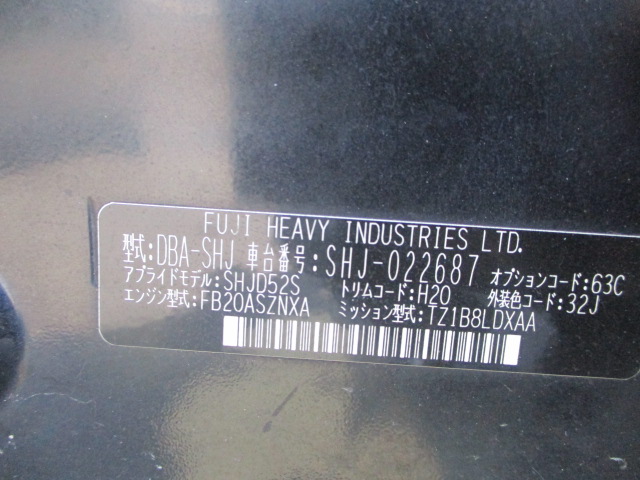 FUJI HEAVY INDUSTRIES LTD.
型式:DBA-SHJ 車台番号:SHJ-022687 オプションコード:63C
アプライドモデル:SHJD52S トリムコード:H20 外装色コード:32J
エンジン型式:FB20ASZNXA ミッション型式:TZ1B8LDXAA